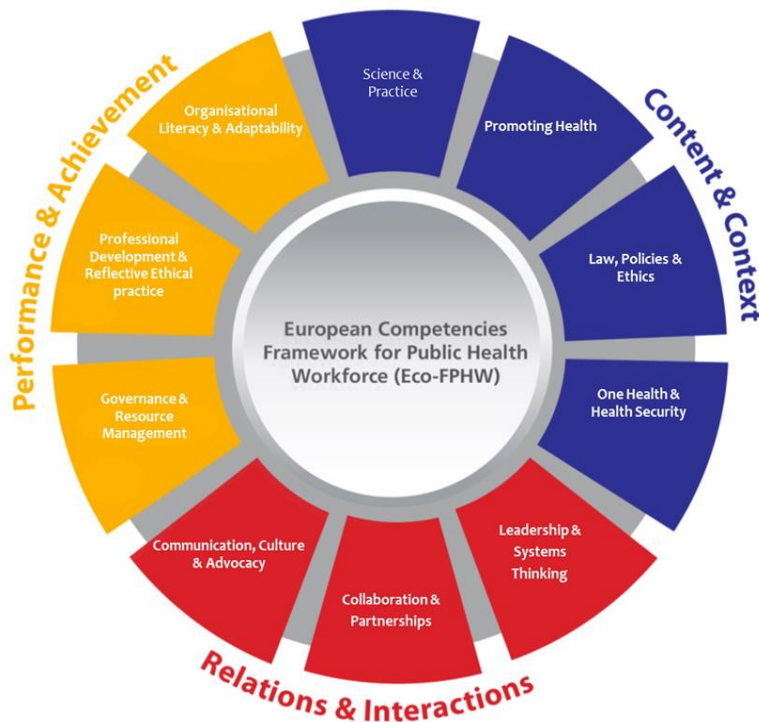 European Competencies
Framework for Public Health
Workforce (Eco-FPHW)
Content & Context
Science &
Practice
Promoting Health
Law, Policies &
Ethics
One Health &
Health Security
Relations & Interactions
Leadership &
Systems
Thinking
Collaboration &
Partnerships
Communication, Culture
& Advocacy
Performance & Achievement
Governance &
Resource
Management
Professional
Development &
Reflective Ethical
practice
Organisational
Literacy & Adaptability